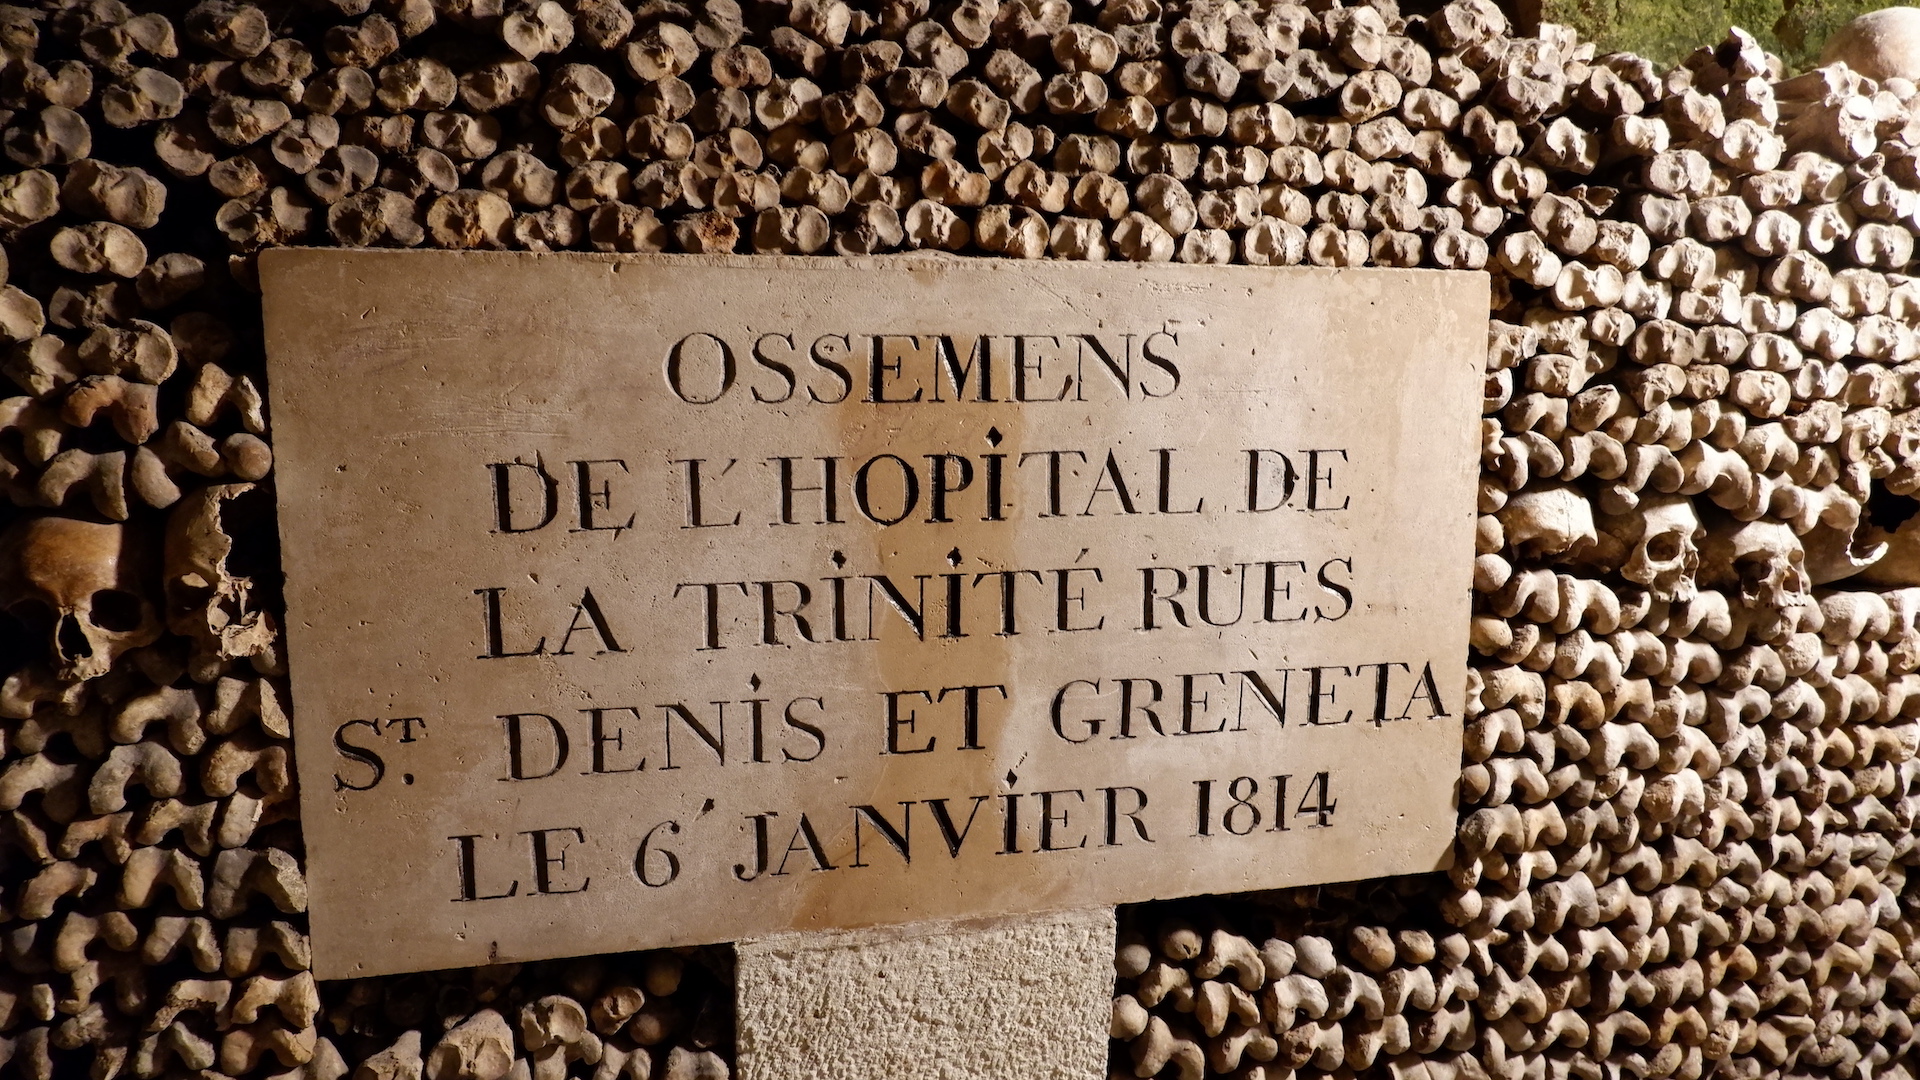 OSSEMENS
DE L'HOPITAL DE
LA TRINITÉ RUES
ST. DENIS ET GRENETA
LE 6 JANVIER 1814